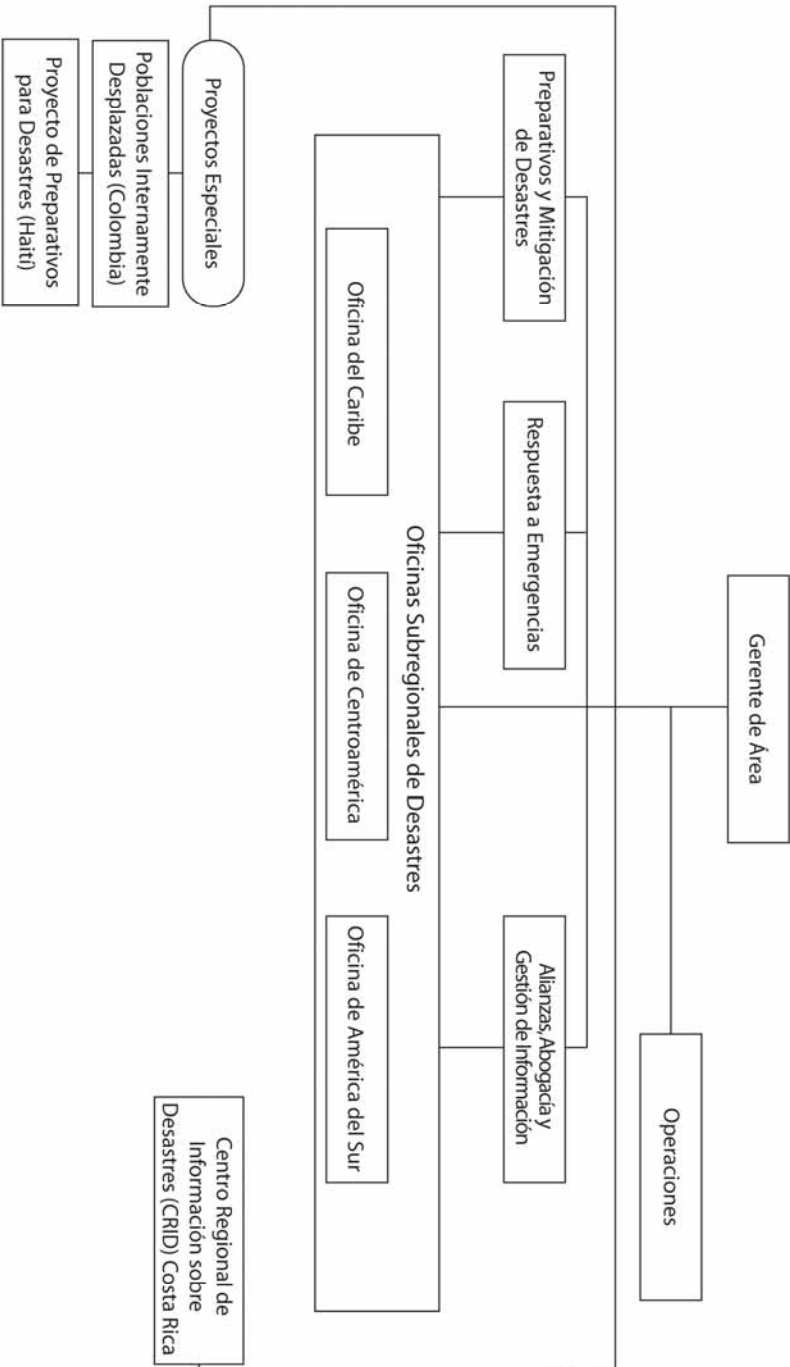 Gerente de Área
Operaciones
Preparativos y Mitigación
de Desastres
Respuesta a Emergencias
Alianzas, Abogacía y
Gestión de Información
Oficinas Subregionales de Desastres
Oficina del Caribe
Oficina de Centroamérica
Oficina de América del Sur
Proyectos Especiales
Poblaciones Internamente
Desplazadas (Colombia)
Proyecto de Preparativos
para Desastres (Haití)
Centro Regional de
Información sobre
Desastres (CRID) Costa Rica